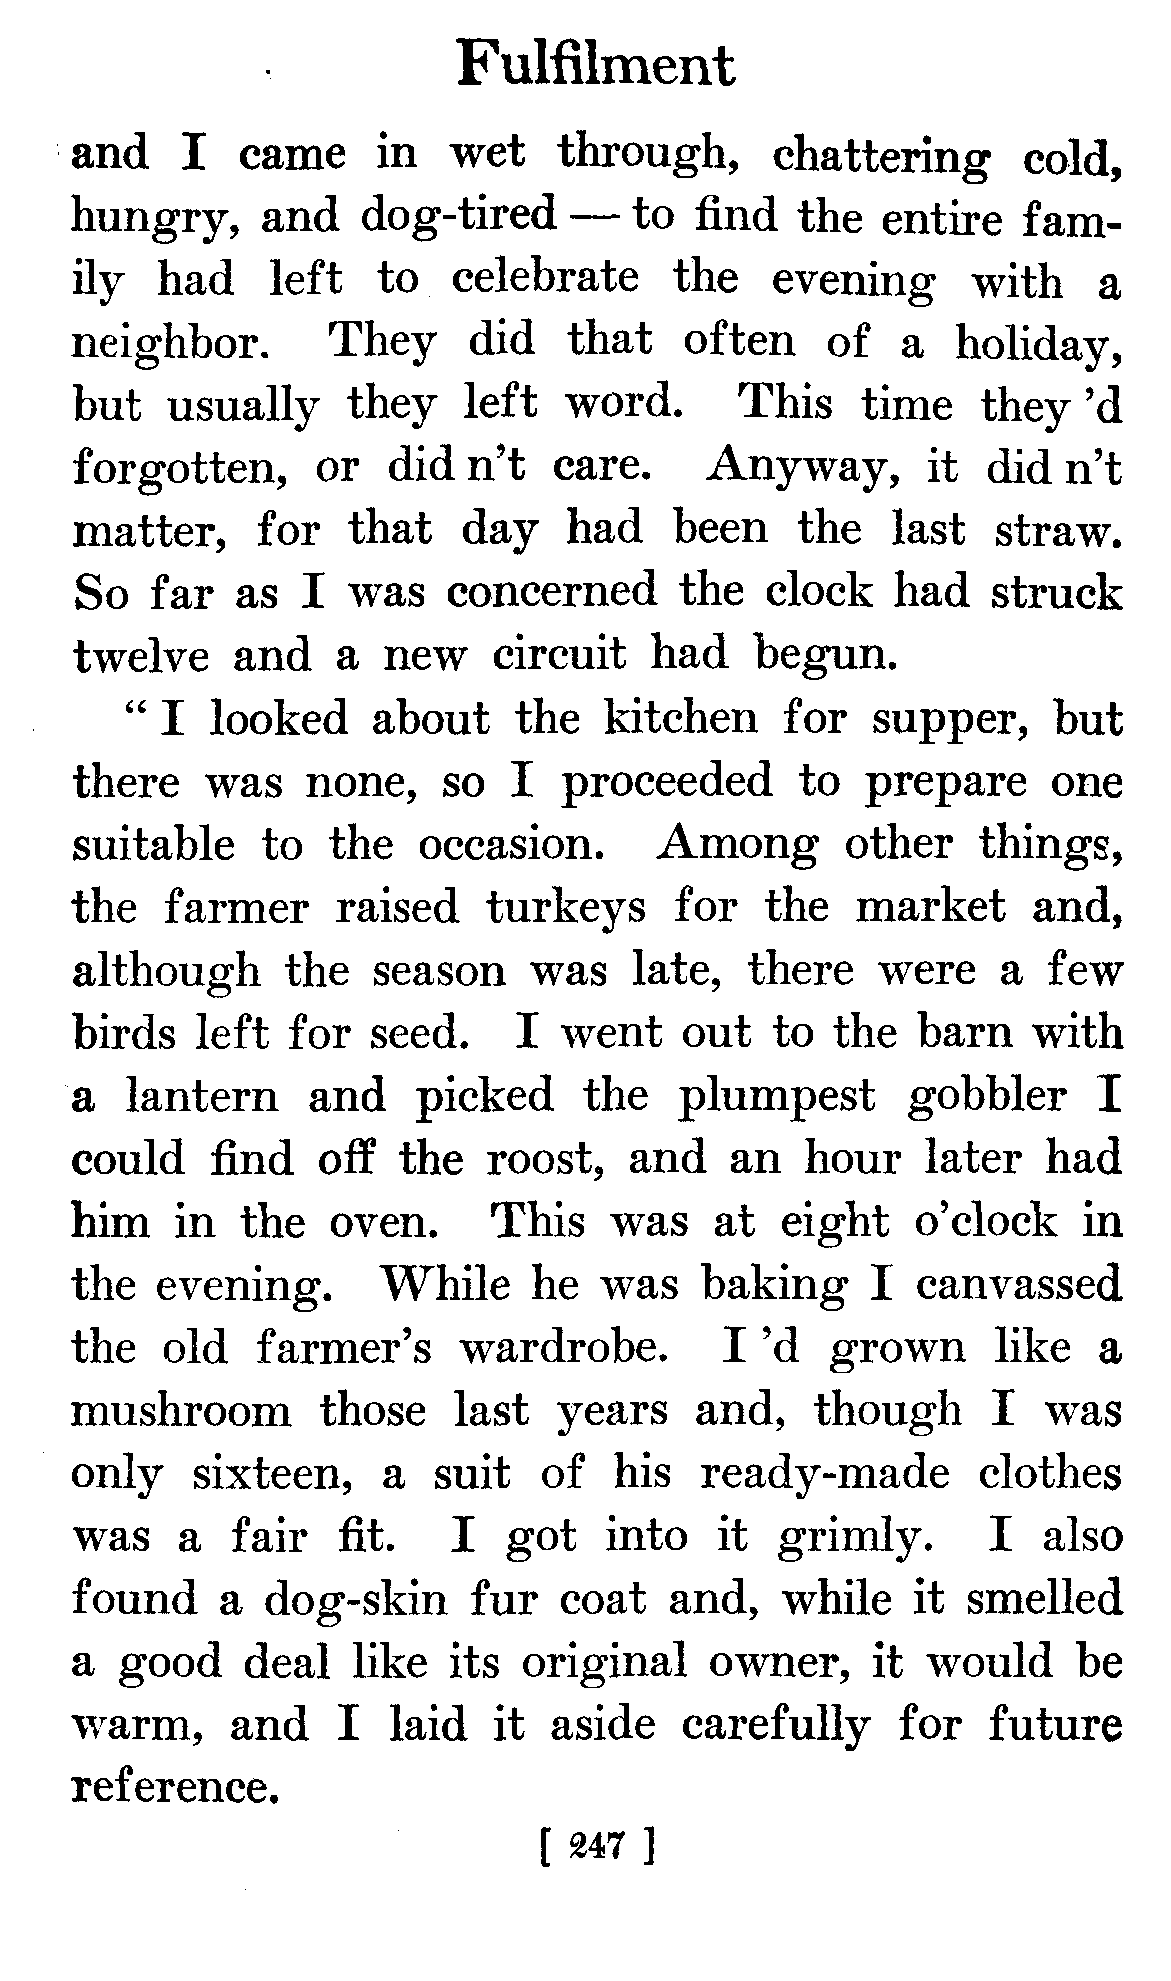 Fulfilment
and I came in wet through, chattering cold,
hungry, and dog-tired — to find the entire fam-
ily had left to celebrate the evening with a
neighbor. They did that often of a holiday,
but usually they left word. This time they 'd
forgotten, or did n't care. Anyway, it did n't
matter, for that day had been the last straw.
So far as I was concerned the clock had struck
twelve and a new circuit had begun.
“ I looked about the kitchen for supper, but
there was none, so I proceeded to prepare one
suitable to the occasion. Among other things,
the farmer raised turkeys for the market and,
although the season was late, there were a few
birds left for seed. I went out to the barn with
a lantern and picked the plumpest gobbler I
could find off the roost, and an hour later had
him in the oven. This was at eight o'clock in
the evening. While he was baking I canvassed
the old farmer's wardrobe. I 'd grown like a
mushroom those last years and, though I was
only sixteen, a suit of his ready-made clothes
was a fair fit. I got into it grimly. I also
found a dog-skin fur coat and, while it smelled
a good deal like its original owner, it would be
warm, and I laid it aside carefully for future
reference.
[ 247 ]